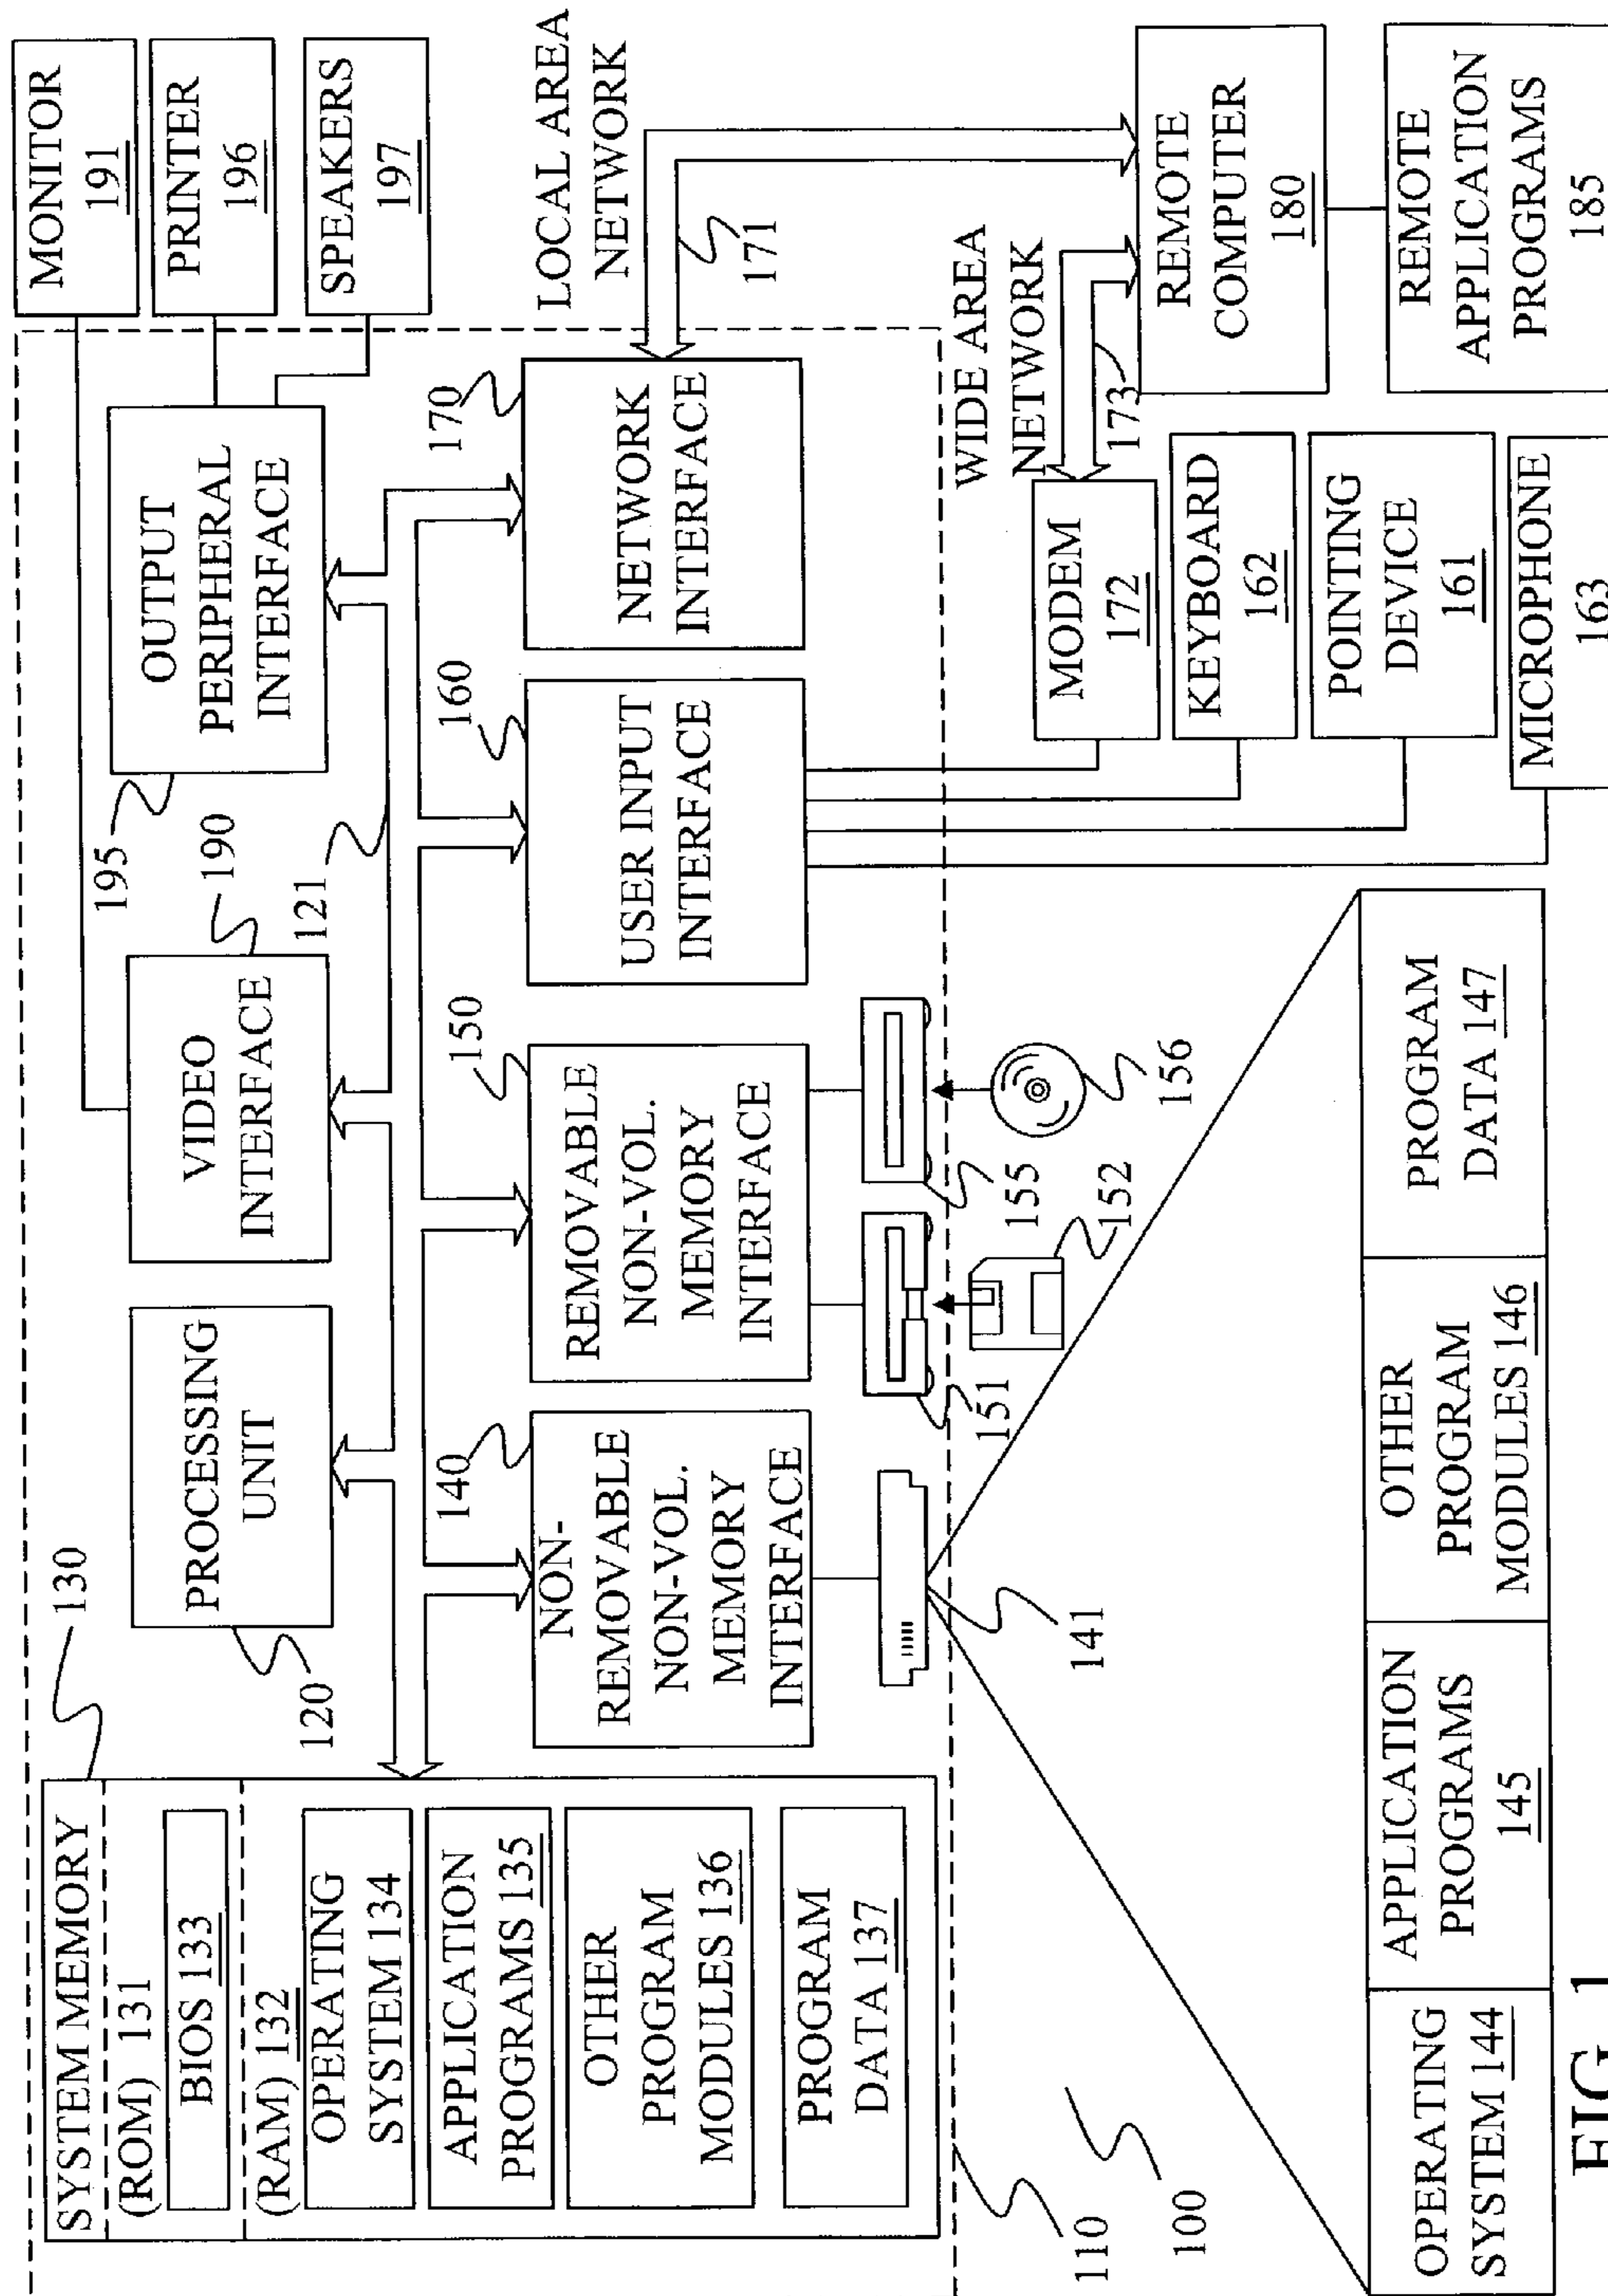 SYSTEM MEMORY
(ROM) 131
BIOS 133
(RAM) 132
OPERATING
SYSTEM 134
APPLICATION
PROGRAMS 135
OTHER
PROGRAM
MODULES 136
PROGRAM
DATA 137
130
PROCESSING
UNIT
120
VIDEO
INTERFACE
190
121
OUTPUT
PERIPHERAL
INTERFACE
195
MONITOR
191
PRINTER
196
SPEAKERS
197
NON-
REMOVABLE
NON-VOL.
MEMORY
INTERFACE
140
REMOVABLE
NON-VOL.
MEMORY
INTERFACE
150
USER INPUT
INTERFACE
160
NETWORK
INTERFACE
170
LOCAL AREA
NETWORK
171
141
151
152
155
156
WIDE AREA
NETWORK
173
MODEM
172
KEYBOARD
162
POINTING
DEVICE
161
MICROPHONE
163
REMOTE
COMPUTER
180
REMOTE
APPLICATION
PROGRAMS
185
110
100
OPERATING
SYSTEM 144
APPLICATION
PROGRAMS
145
OTHER
PROGRAM
MODULES 146
PROGRAM
DATA 147
FIG. 1